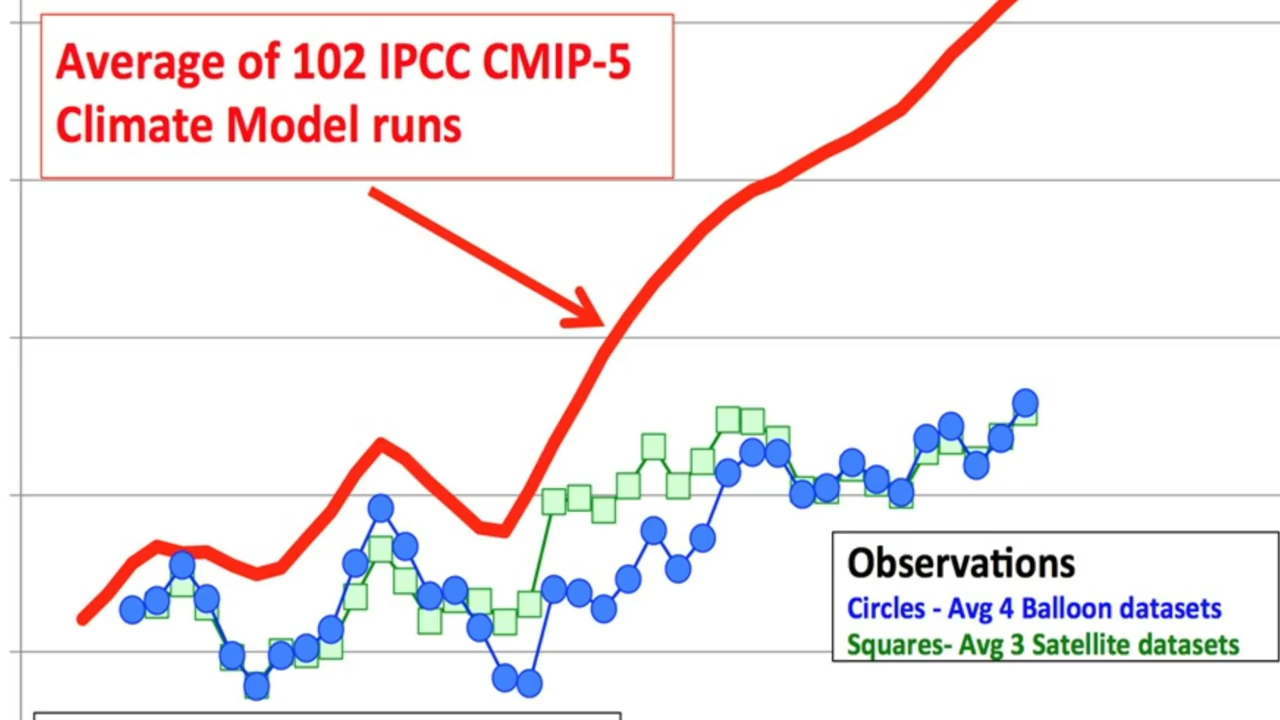 Average of 102 IPCC CMIP-5
Climate Model runs
Observations
Circles - Avg 4 Balloon datasets
Squares- Avg 3 Satellite datasets